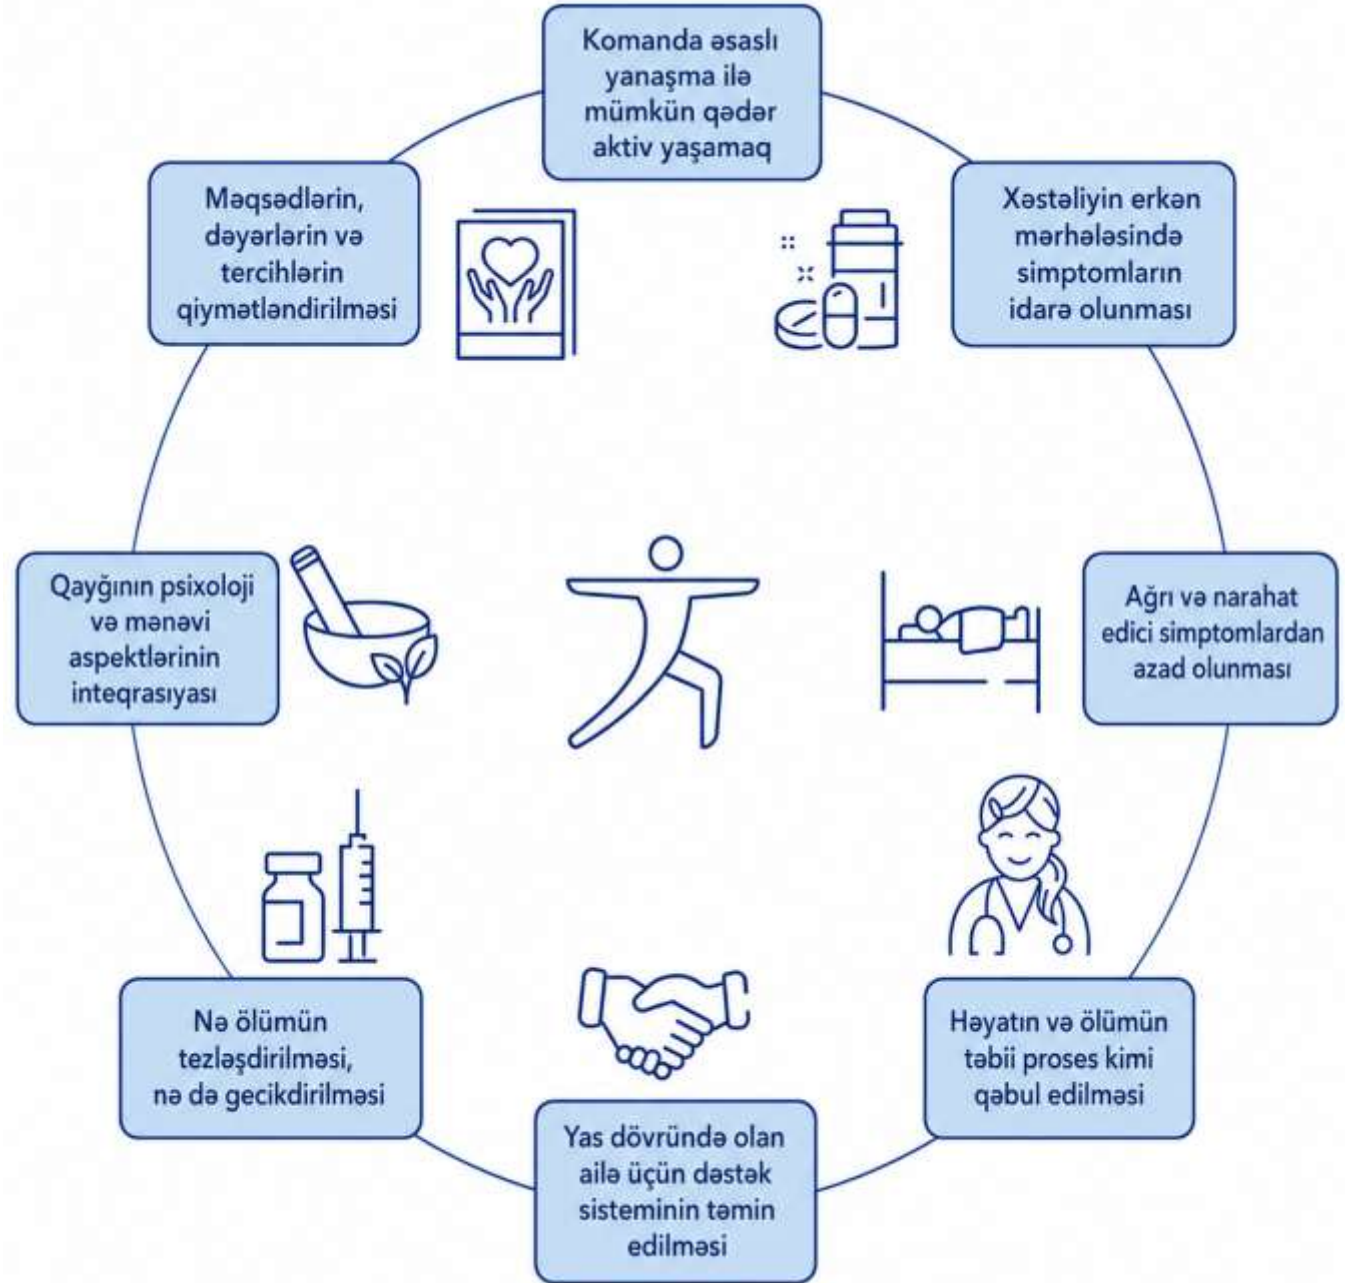 Komanda əsaslı
yanaşma ilə
mümkün qədər
aktiv yaşamaq
Məqsədlərin,
dəyərlərin və
tercihlərin
qiymətləndirilməsi
Xəstəliyin erkən
mərhələsində
simptomların
idarə olunması
Qayğının psixoloji
və mənəvi
aspektlərinin
inteqrasiyası
Ağrı və narahat
edici simptomlardan
azad olunması
Nə ölümün
tezləşdirilməsi,
nə də gecikdirilməsi
Həyatın və ölümün
təbii proses kimi
qəbul edilməsi
Yas dövründə olan
ailə üçün dəstək
sisteminin təmin
edilməsi